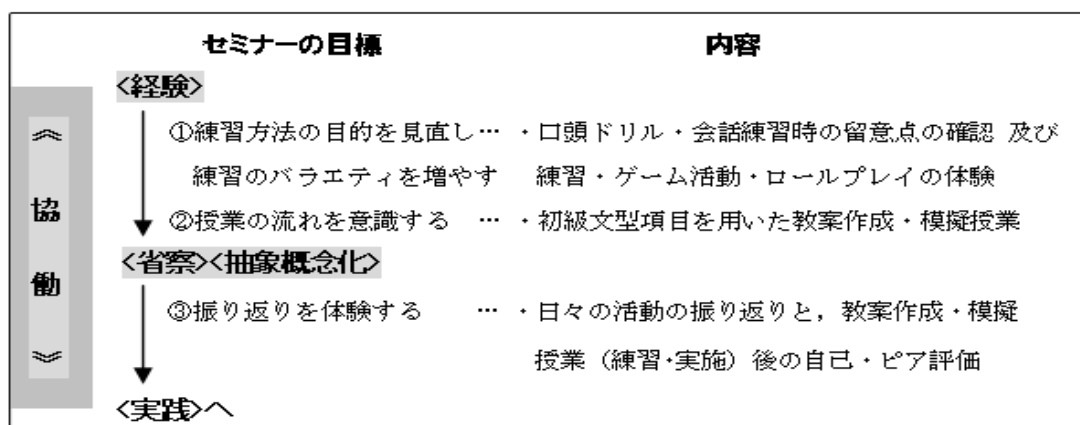 セミナーの目標 内容
<経験>
①練習方法の目的を見直し… ・口頭ドリル・会話練習時の留意点の確認 及び
練習のバラエティを増やす 練習・ゲーム活動・ロールプレイの体験
②授業の流れを意識する … ・初級文型項目を用いた教案作成・模擬授業
<省察><抽象概念化>
③振り返りを体験する … ・日々の活動の振り返りと，教案作成・模擬
授業（練習・実施）後の自己・ピア評価
<実践>へ
《協働》